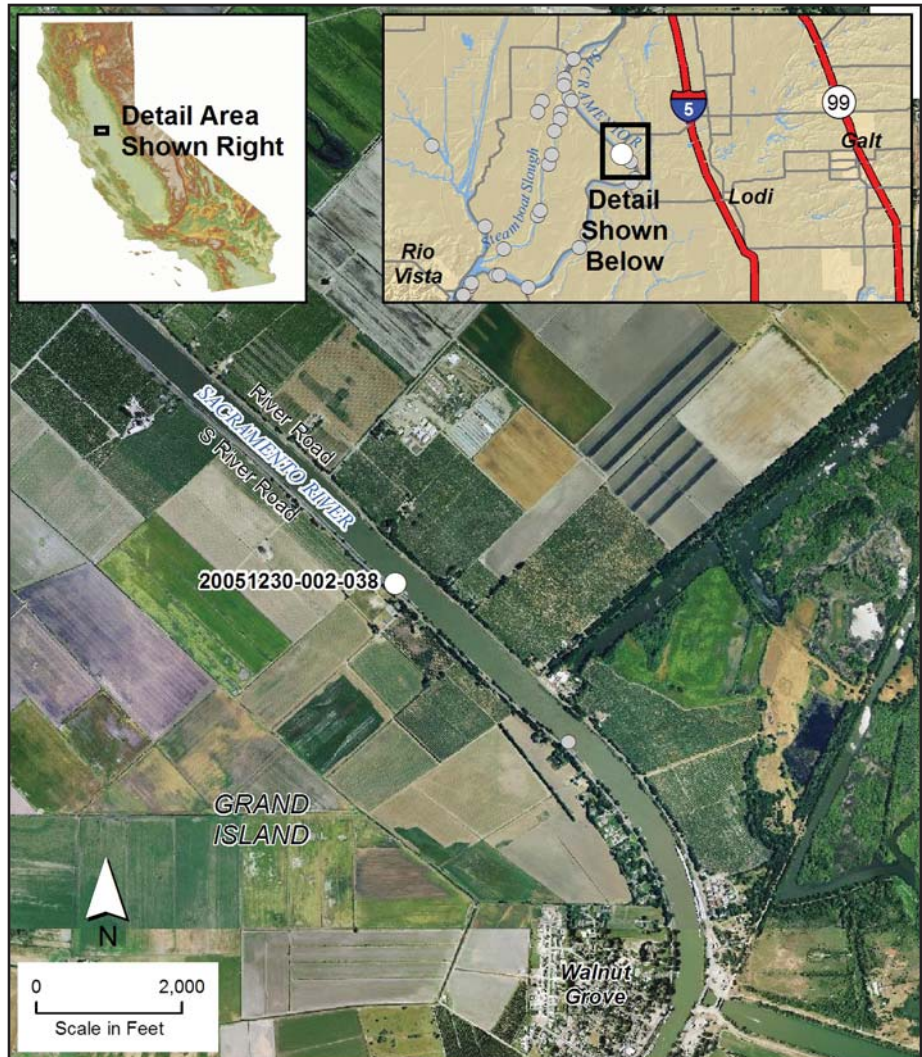 Detail Area
Shown Right
SACRAMENTO R
5
99
Galt
Lodi
Steamboat Slough
Detail
Shown
Below
Rio
Vista
River Road
SACRAMENTO RIVER
S River Road
20051230-002-038
GRAND
ISLAND
N
0 2,000
Scale in Feet
Walnut
Grove